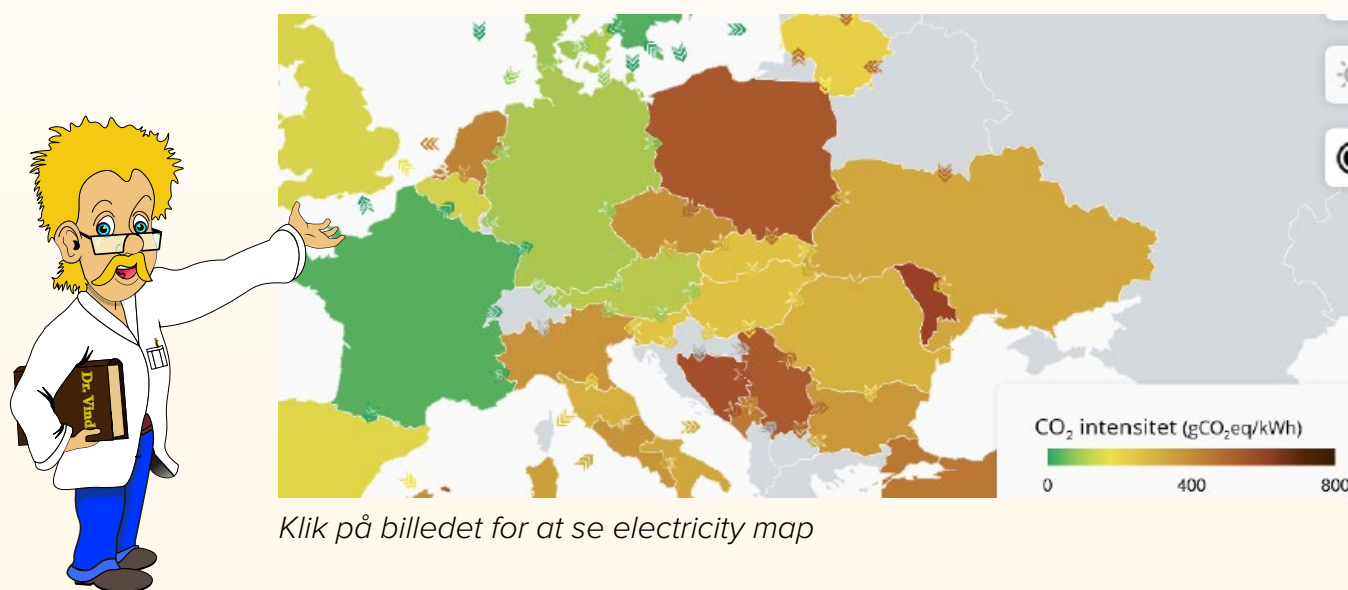 Dr. Vind
CO₂ intensitet (gCO₂eq/kWh)
0 400 800
Klik på billedet for at se electricity map